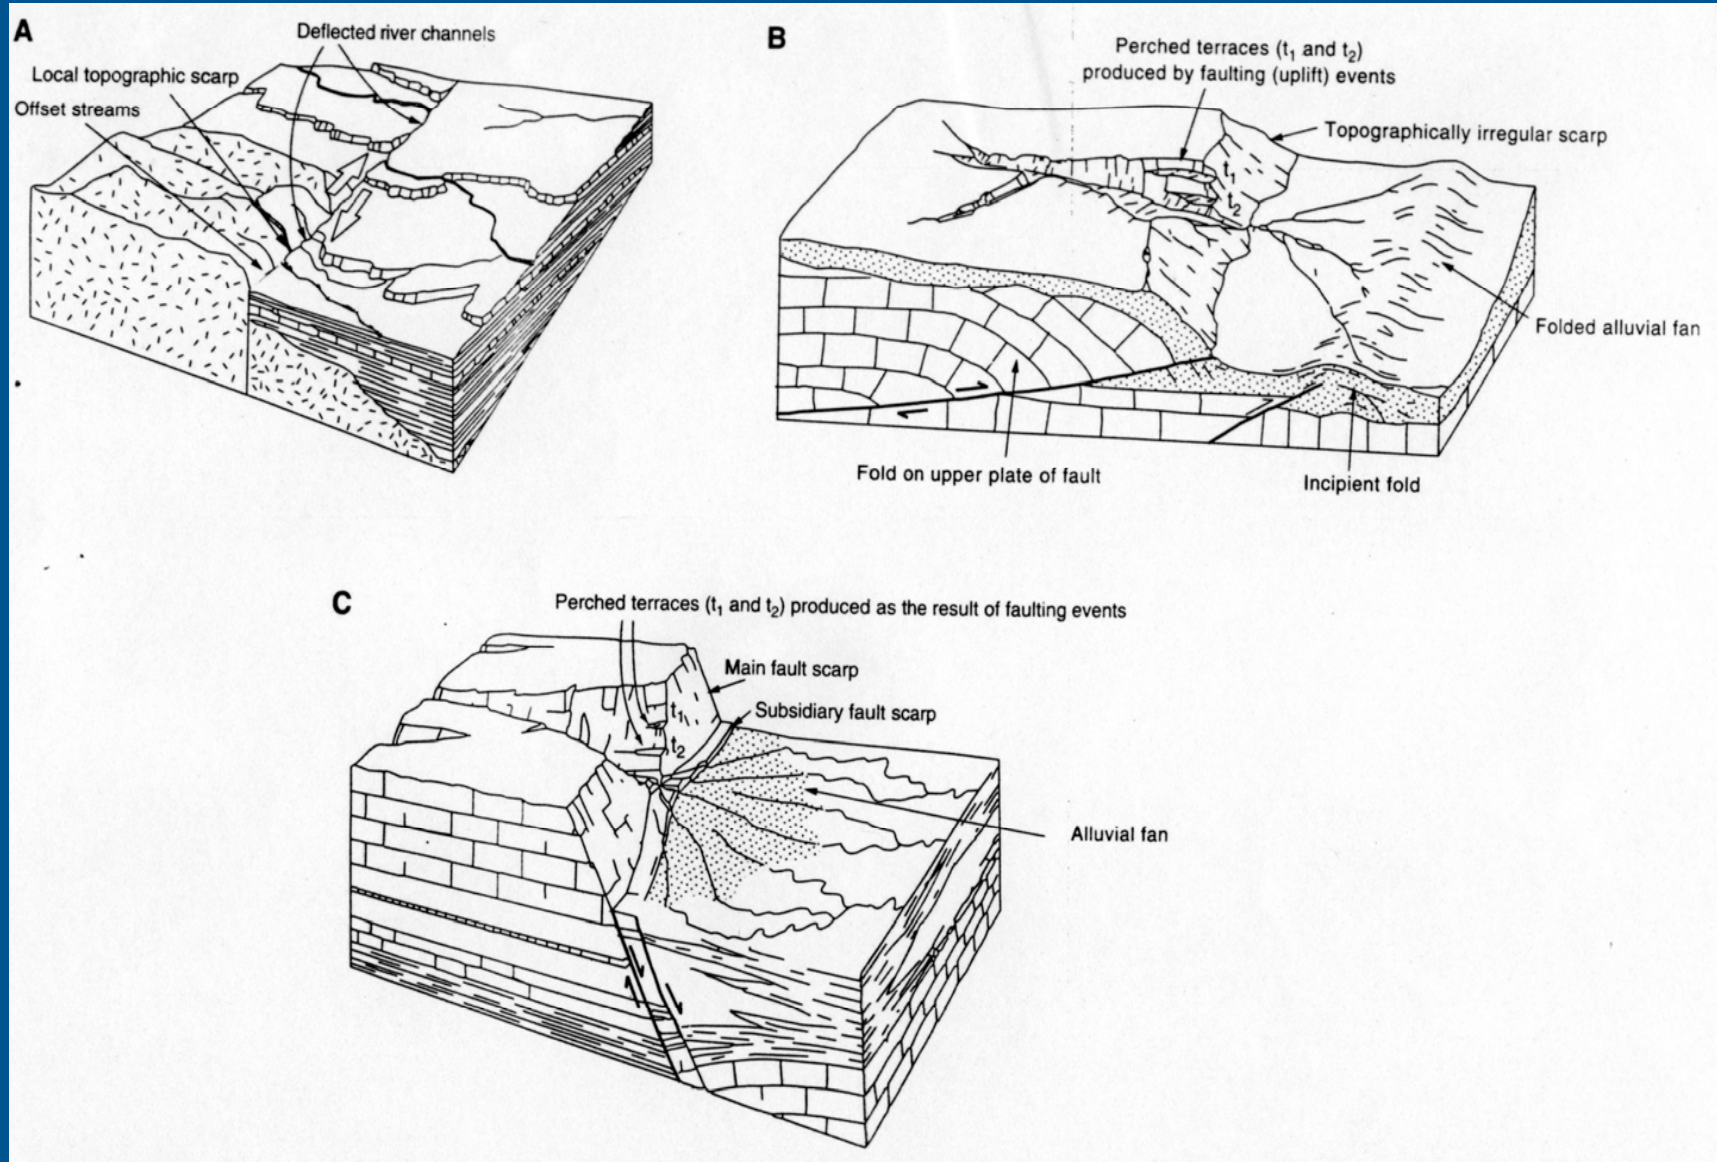 A
Deflected river channels
Local topographic scarp
Offset streams
B
Perched terraces (t₁ and t₂)
produced by faulting (uplift) events
Topographically irregular scarp
t₁
t₂
Folded alluvial fan
Fold on upper plate of fault
Incipient fold
C
Perched terraces (t₁ and t₂) produced as the result of faulting events
Main fault scarp
t₁
Subsidiary fault scarp
t₂
Alluvial fan